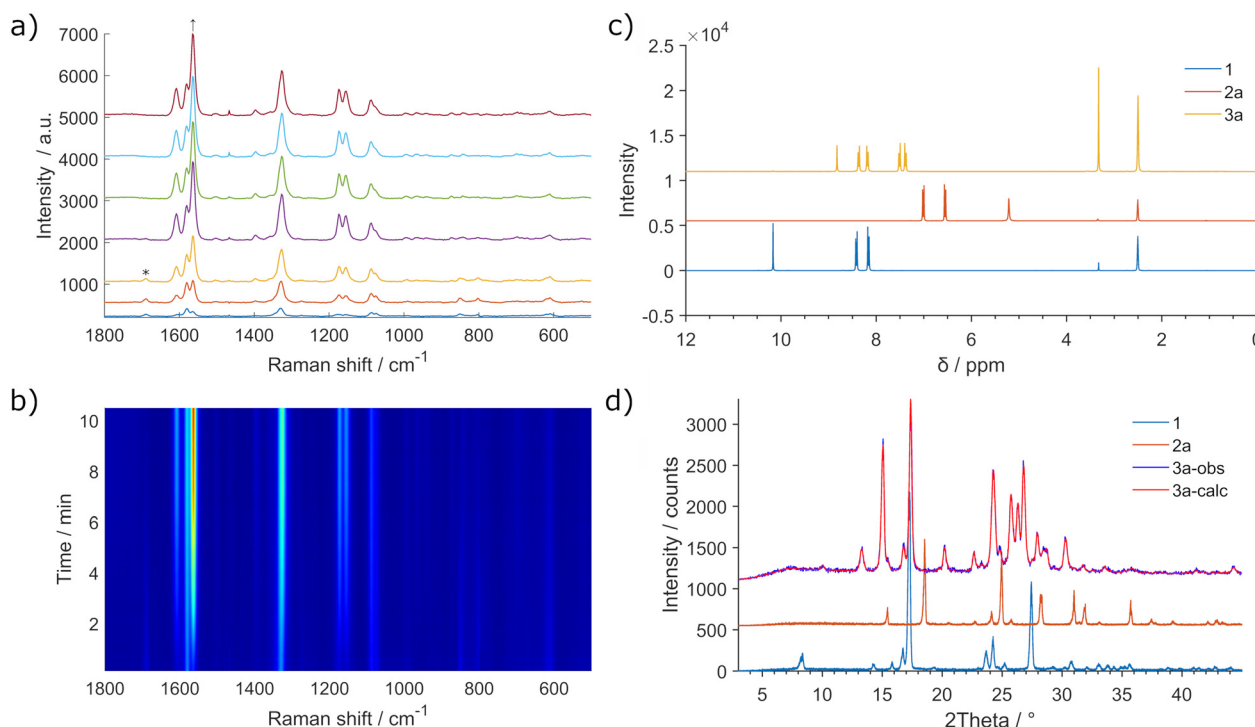 a)
↑
7000
6000
5000
4000
3000
2000
1000
*
Intensity / a.u.
1800 1600 1400 1200 1000 800 600
Raman shift / cm-1
b)
10
8
6
4
2
Time / min
1800 1600 1400 1200 1000 800 600
Raman shift / cm-1
c)
×10^4
2.5
2
1.5
1
0.5
0
-0.5
Intensity
1
2a
3a
12 10 8 6 4 2 0
δ / ppm
d)
3000
2500
2000
1500
1000
500
0
Intensity / counts
1
2a
3a-obs
3a-calc
5 10 15 20 25 30 35 40
2Theta / °